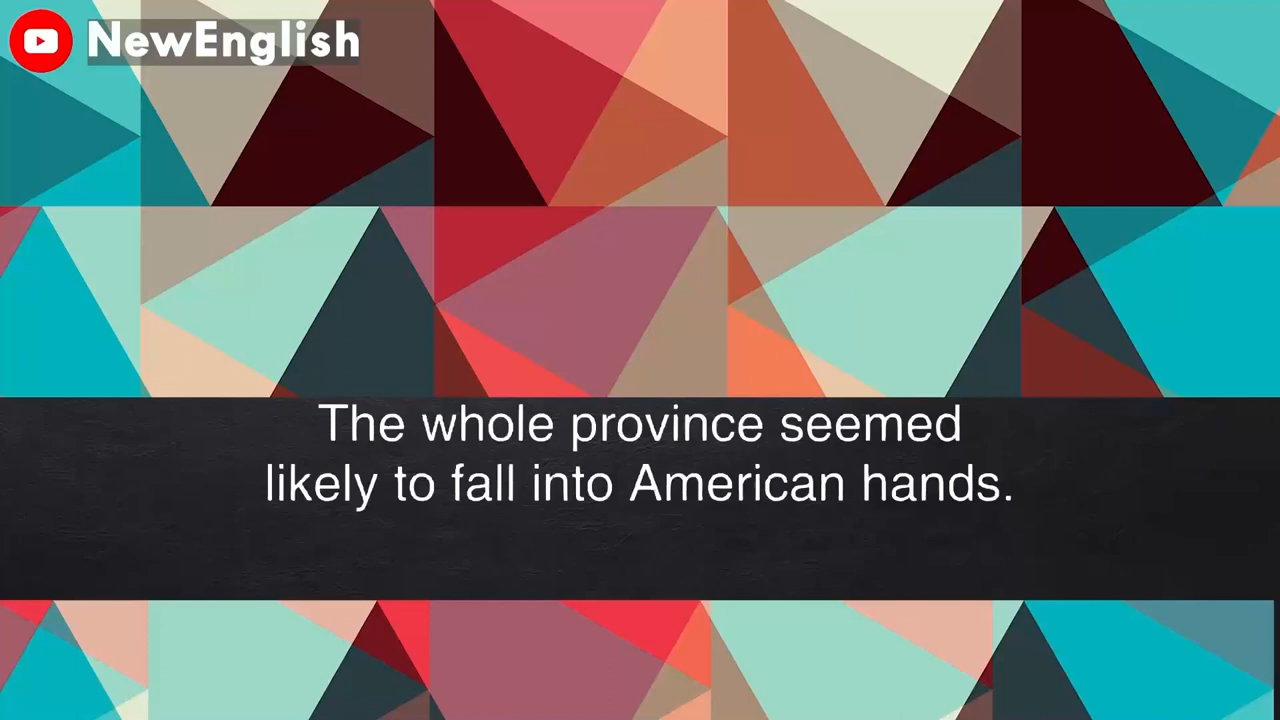 NewEnglish
The whole province seemed
likely to fall into American hands.